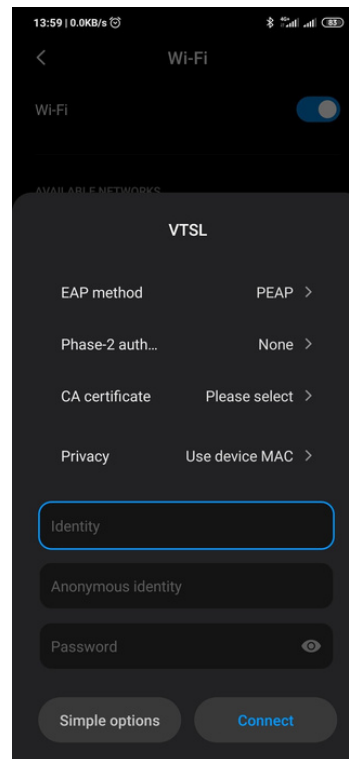 13:59 | 0.0KB/s
4G+ 83
Wi-Fi
Wi-Fi
AVAILABLE NETWORKS
VTSL
EAP method PEAP
Phase-2 auth... None
CA certificate Please select
Privacy Use device MAC
Identity
Anonymous identity
Password
Simple options Connect